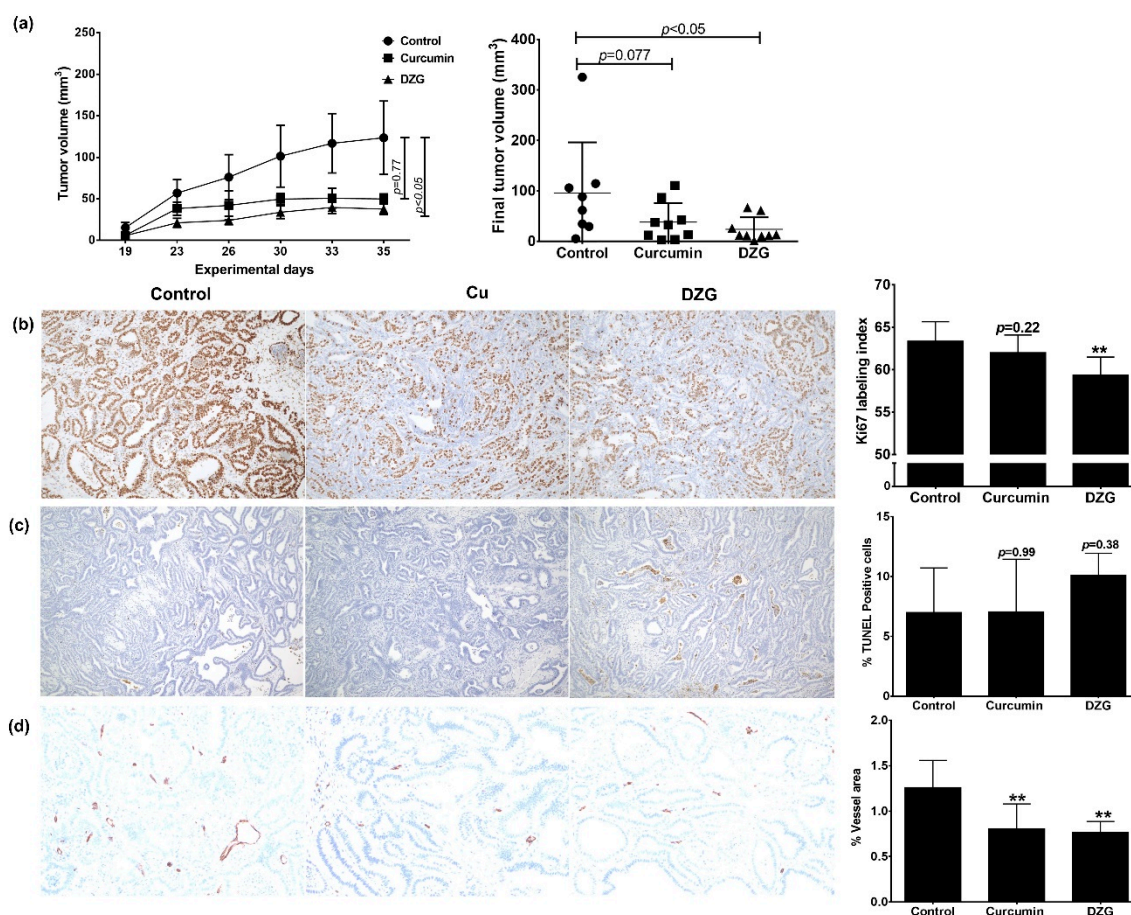 (a)
Tumor volume (mm³)
250
200
150
100
50
0
19 23 26 30 33 35
Experimental days
Control
Curcumin
DZG
p=0.77
p<0.05
Final tumor volume (mm³)
400
300
200
100
0
p<0.05
p=0.077
Control Curcumin DZG
Control Cu DZG
(b)
Ki67 labeling index
70
65
60
55
50
0
p=0.22
**
Control Curcumin DZG
(c)
% TUNEL Positive cells
15
10
5
0
p=0.99
p=0.38
Control Curcumin DZG
(d)
% Vessel area
2.0
1.5
1.0
0.5
0.0
**
**
Control Curcumin DZG